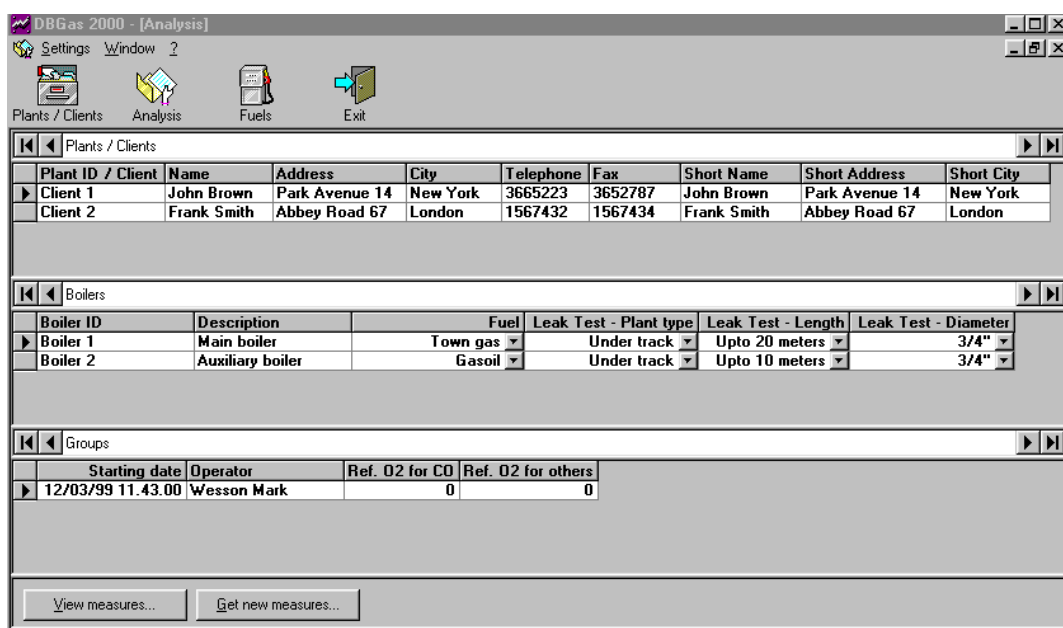 DBGas 2000 - [Analysis]
Settings Window ?
Plants / Clients Analysis Fuels Exit
Plants / Clients
Plant ID / Client Name Address City Telephone Fax Short Name Short Address Short City
Client 1 John Brown Park Avenue 14 New York 3665223 3652787 John Brown Park Avenue 14 New York
Client 2 Frank Smith Abbey Road 67 London 1567432 1567434 Frank Smith Abbey Road 67 London
Boilers
Boiler ID Description Fuel Leak Test - Plant type Leak Test - Length Leak Test - Diameter
Boiler 1 Main boiler Town gas Under track Upto 20 meters 3/4"
Boiler 2 Auxiliary boiler Gasoil Under track Upto 10 meters 3/4"
Groups
Starting date Operator Ref. O2 for CO Ref. O2 for others
12/03/99 11.43.00 Wesson Mark 0 0
View measures... Get new measures...